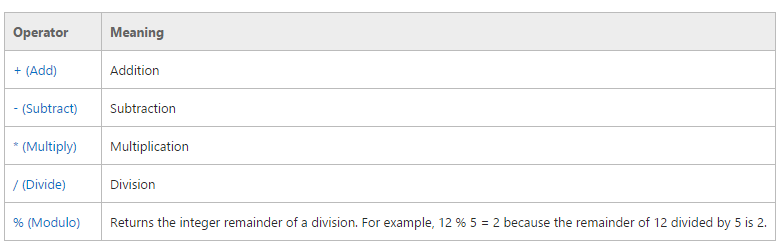 Operator Meaning
+ (Add) Addition
- (Subtract) Subtraction
* (Multiply) Multiplication
/ (Divide) Division
% (Modulo) Returns the integer remainder of a division. For example, 12 % 5 = 2 because the remainder of 12 divided by 5 is 2.